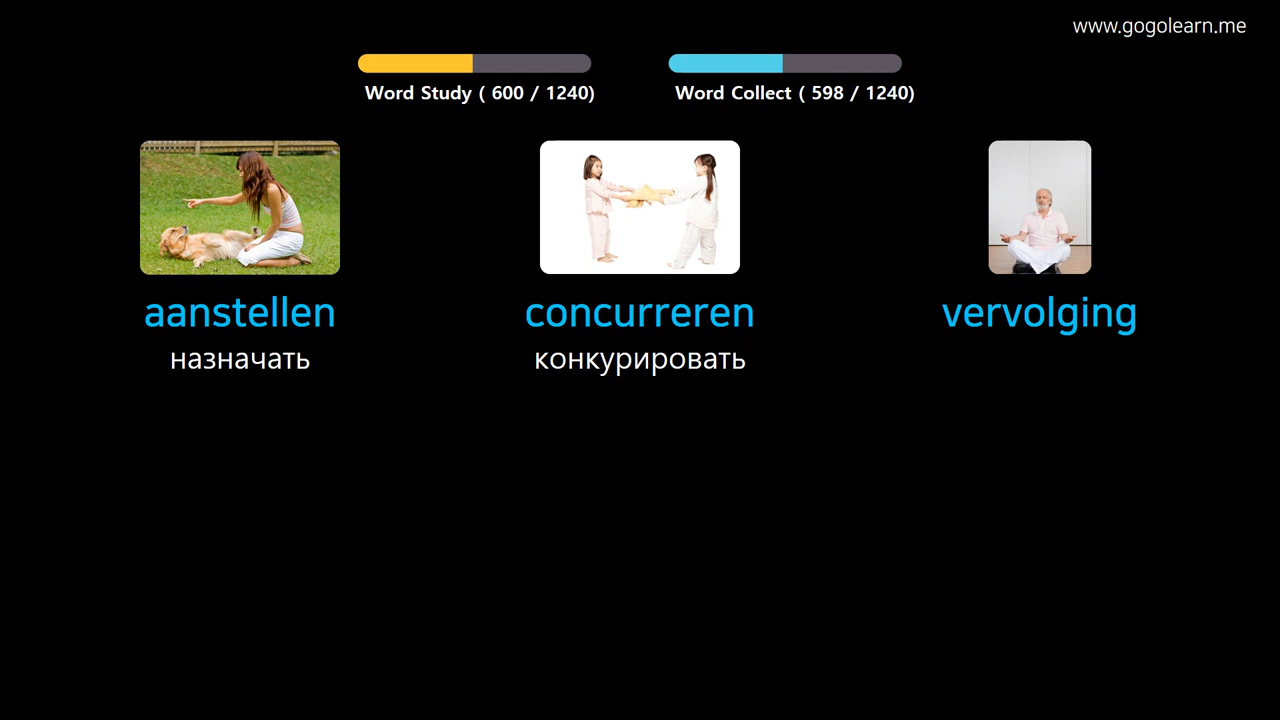 www.gogolearn.me
Word Study ( 600 / 1240)
Word Collect ( 598 / 1240)
aanstellen
concurreren
vervolging
назначать
конкурировать